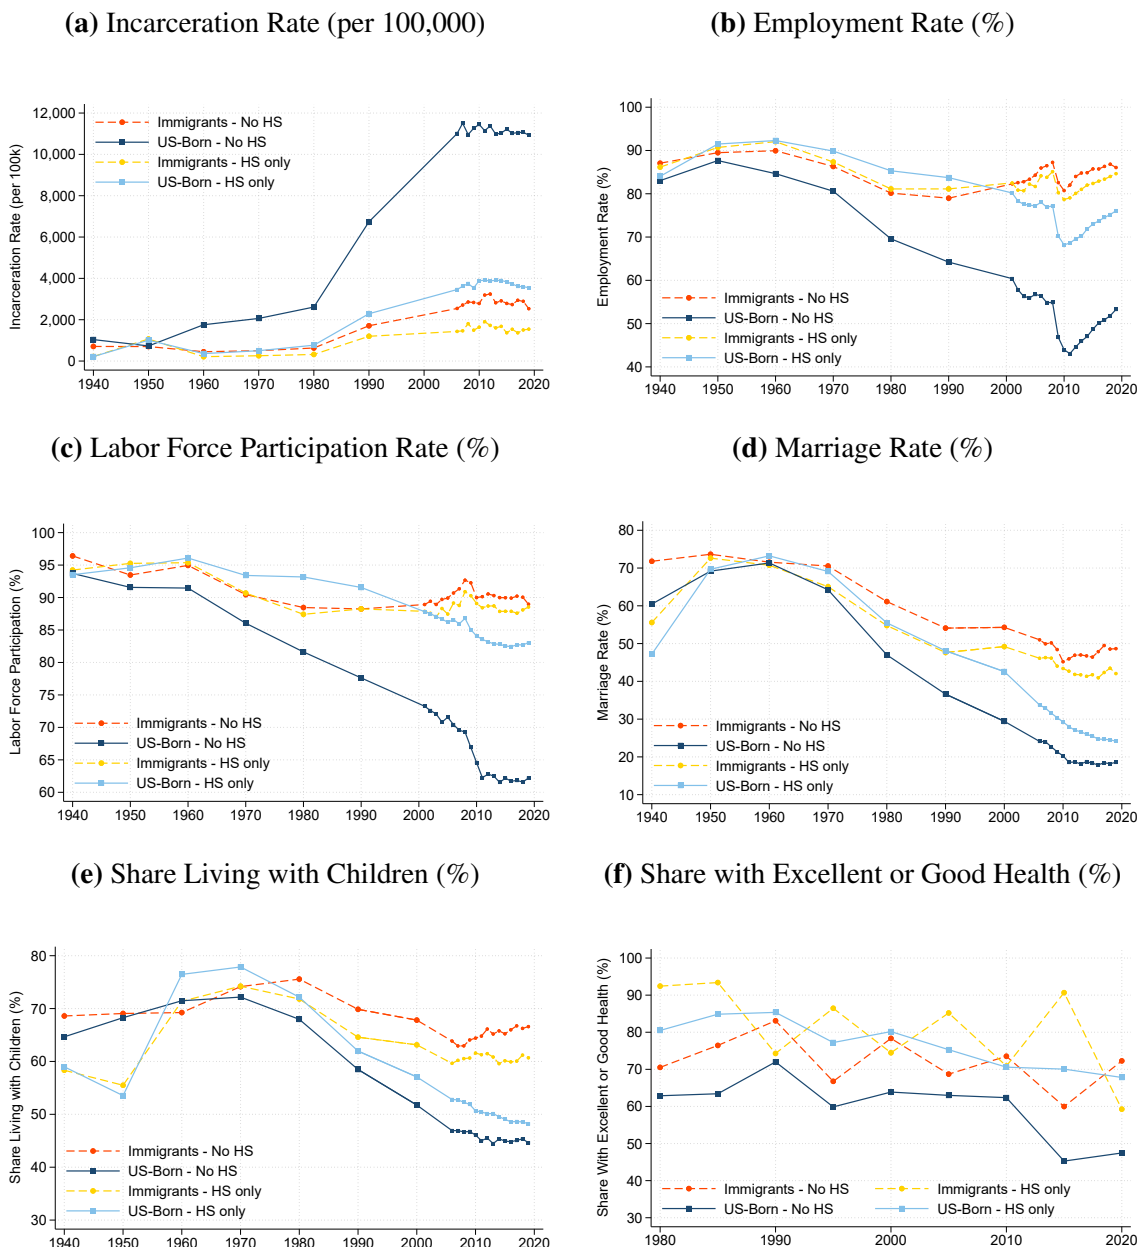 (a) Incarceration Rate (per 100,000)
Incarceration Rate (per 100k)
12,000
10,000
8,000
6,000
4,000
2,000
0
Immigrants - No HS
US-Born - No HS
Immigrants - HS only
US-Born - HS only
1940 1950 1960 1970 1980 1990 2000 2010 2020
(b) Employment Rate (%)
Employment Rate (%)
100
90
80
70
60
50
40
Immigrants - No HS
US-Born - No HS
Immigrants - HS only
US-Born - HS only
1940 1950 1960 1970 1980 1990 2000 2010 2020
(c) Labor Force Participation Rate (%)
Labor Force Participation (%)
100
95
90
85
80
75
70
65
60
Immigrants - No HS
US-Born - No HS
Immigrants - HS only
US-Born - HS only
1940 1950 1960 1970 1980 1990 2000 2010 2020
(d) Marriage Rate (%)
Marriage Rate (%)
80
70
60
50
40
30
20
10
Immigrants - No HS
US-Born - No HS
Immigrants - HS only
US-Born - HS only
1940 1950 1960 1970 1980 1990 2000 2010 2020
(e) Share Living with Children (%)
Share Living with Children (%)
80
70
60
50
40
30
Immigrants - No HS
US-Born - No HS
Immigrants - HS only
US-Born - HS only
1940 1950 1960 1970 1980 1990 2000 2010 2020
(f) Share with Excellent or Good Health (%)
Share With Excellent or Good Health (%)
100
90
80
70
60
50
40
30
Immigrants - No HS Immigrants - HS only
US-Born - No HS US-Born - HS only
1980 1990 2000 2010 2020